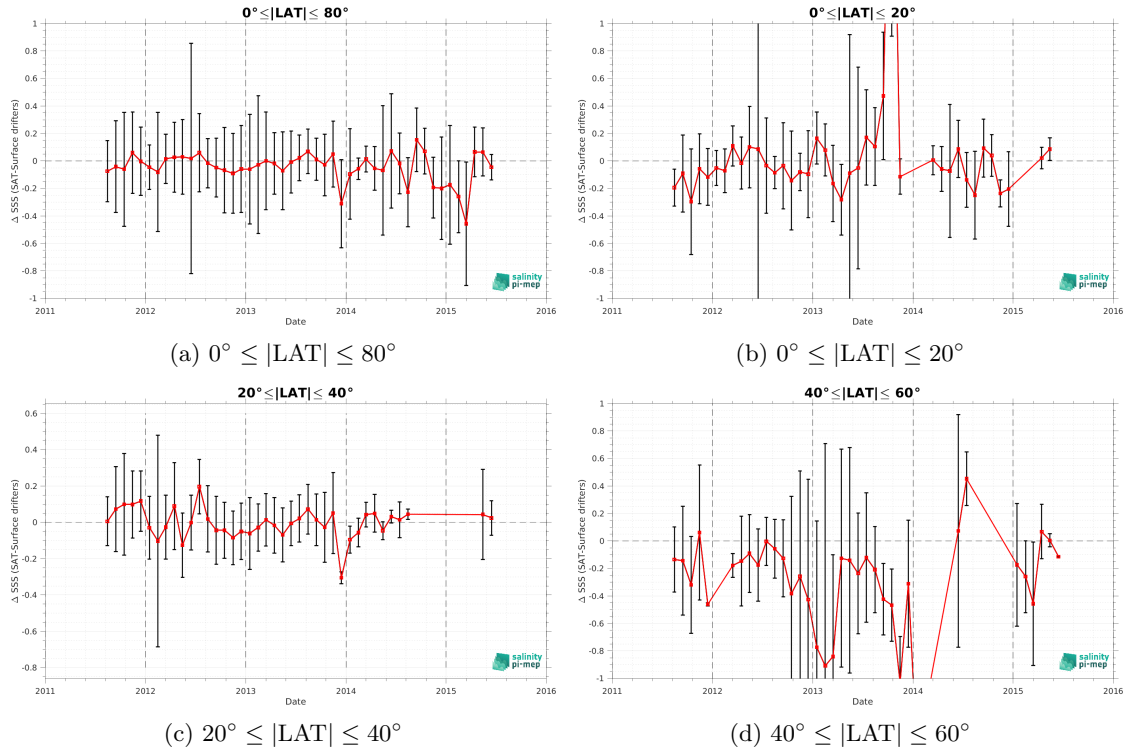 0°≤|LAT|≤ 80°
1
0.8
0.6
0.4
0.2
0
-0.2
-0.4
-0.6
-0.8
-1
Δ SSS (SAT-Surface drifters)
2011 2012 2013 2014 2015 2016
Date
salinity
pi-mep
(a) 0° ≤ |LAT| ≤ 80°
0°≤|LAT|≤ 20°
1
0.8
0.6
0.4
0.2
0
-0.2
-0.4
-0.6
-0.8
-1
Δ SSS (SAT-Surface drifters)
2011 2012 2013 2014 2015 2016
Date
salinity
pi-mep
(b) 0° ≤ |LAT| ≤ 20°
20°≤|LAT|≤ 40°
0.6
0.4
0.2
0
-0.2
-0.4
-0.6
-0.8
Δ SSS (SAT-Surface drifters)
2011 2012 2013 2014 2015 2016
Date
salinity
pi-mep
(c) 20° ≤ |LAT| ≤ 40°
40°≤|LAT|≤ 60°
1
0.8
0.6
0.4
0.2
0
-0.2
-0.4
-0.6
-0.8
-1
Δ SSS (SAT-Surface drifters)
2011 2012 2013 2014 2015 2016
Date
salinity
pi-mep
(d) 40° ≤ |LAT| ≤ 60°